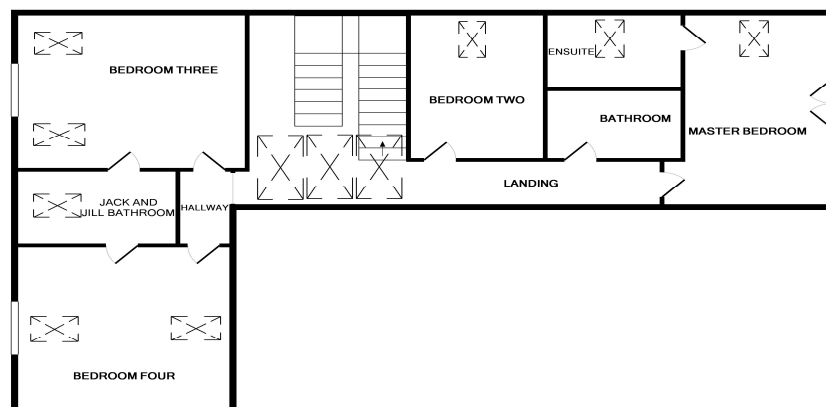 BEDROOM THREE
ENSUITE
BEDROOM TWO
BATHROOM
MASTER BEDROOM
LANDING
JACK AND
JILL BATHROOM
HALLWAY
BEDROOM FOUR